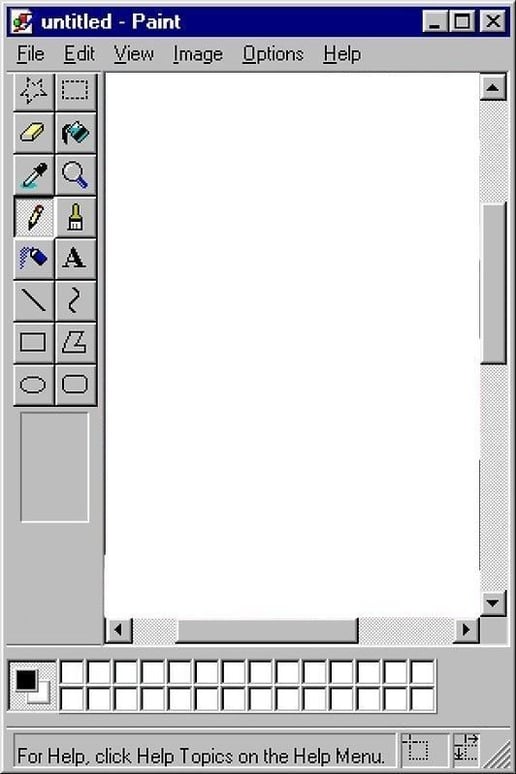 untitled - Paint
File Edit View Image Options Help
A
For Help, click Help Topics on the Help Menu.